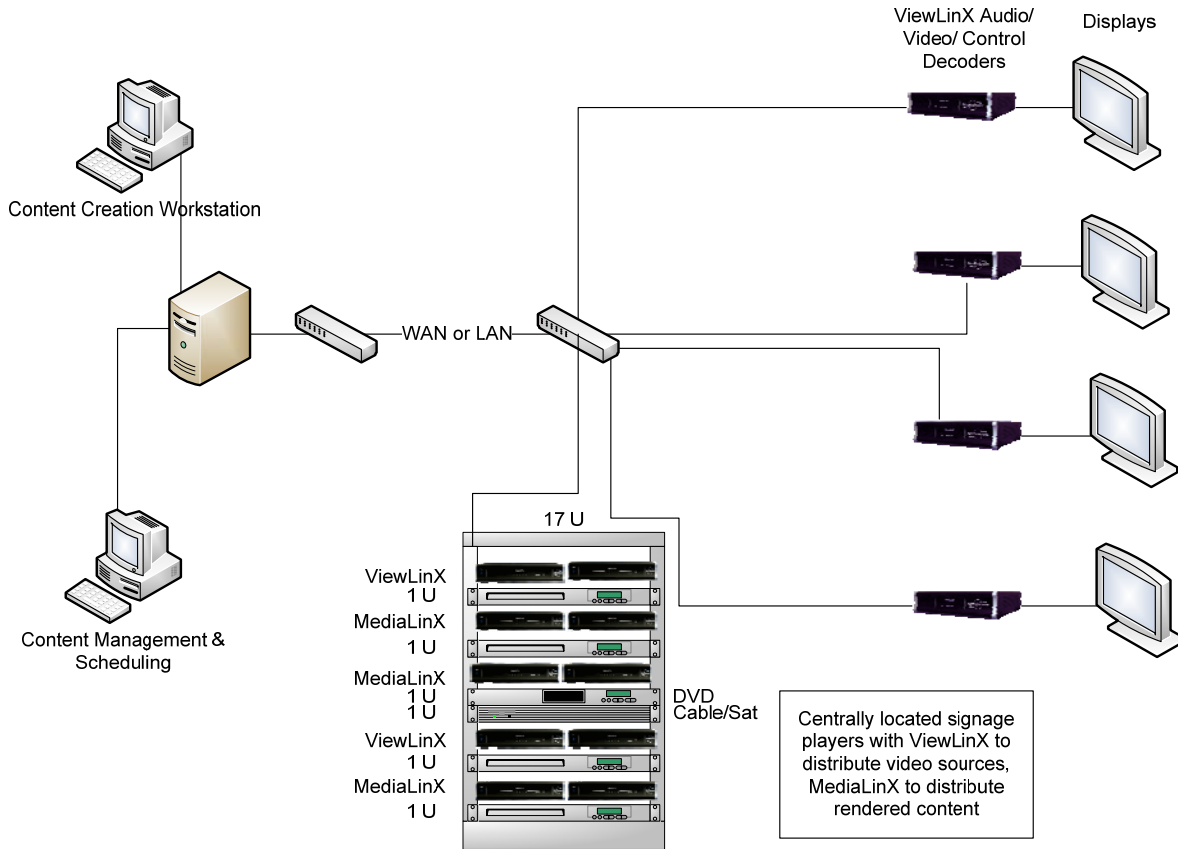 ViewLinX Audio/
Video/ Control
Decoders
Displays
Content Creation Workstation
WAN or LAN
17 U
ViewLinX
1 U
MediaLinX
1 U
MediaLinX
1 U
1 U
DVD
Cable/Sat
ViewLinX
1 U
MediaLinX
1 U
Content Management &
Scheduling
Centrally located signage
players with ViewLinX to
distribute video sources,
MediaLinX to distribute
rendered content